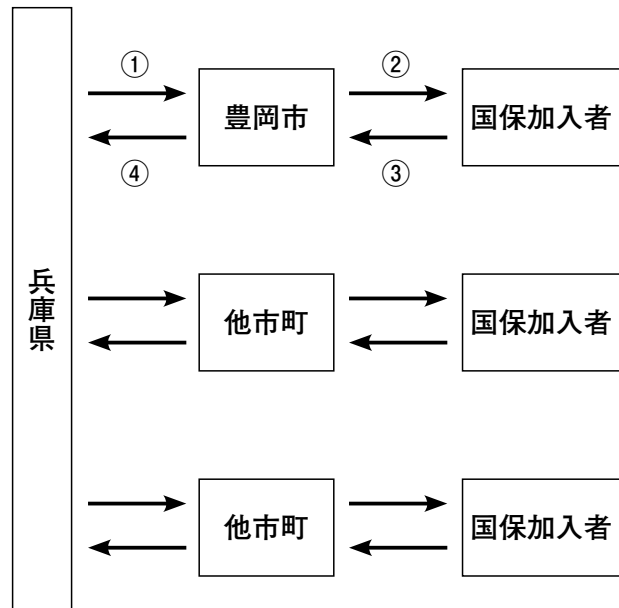 ① ②
豊岡市 国保加入者
④ ③
兵庫県
他市町 国保加入者
他市町 国保加入者